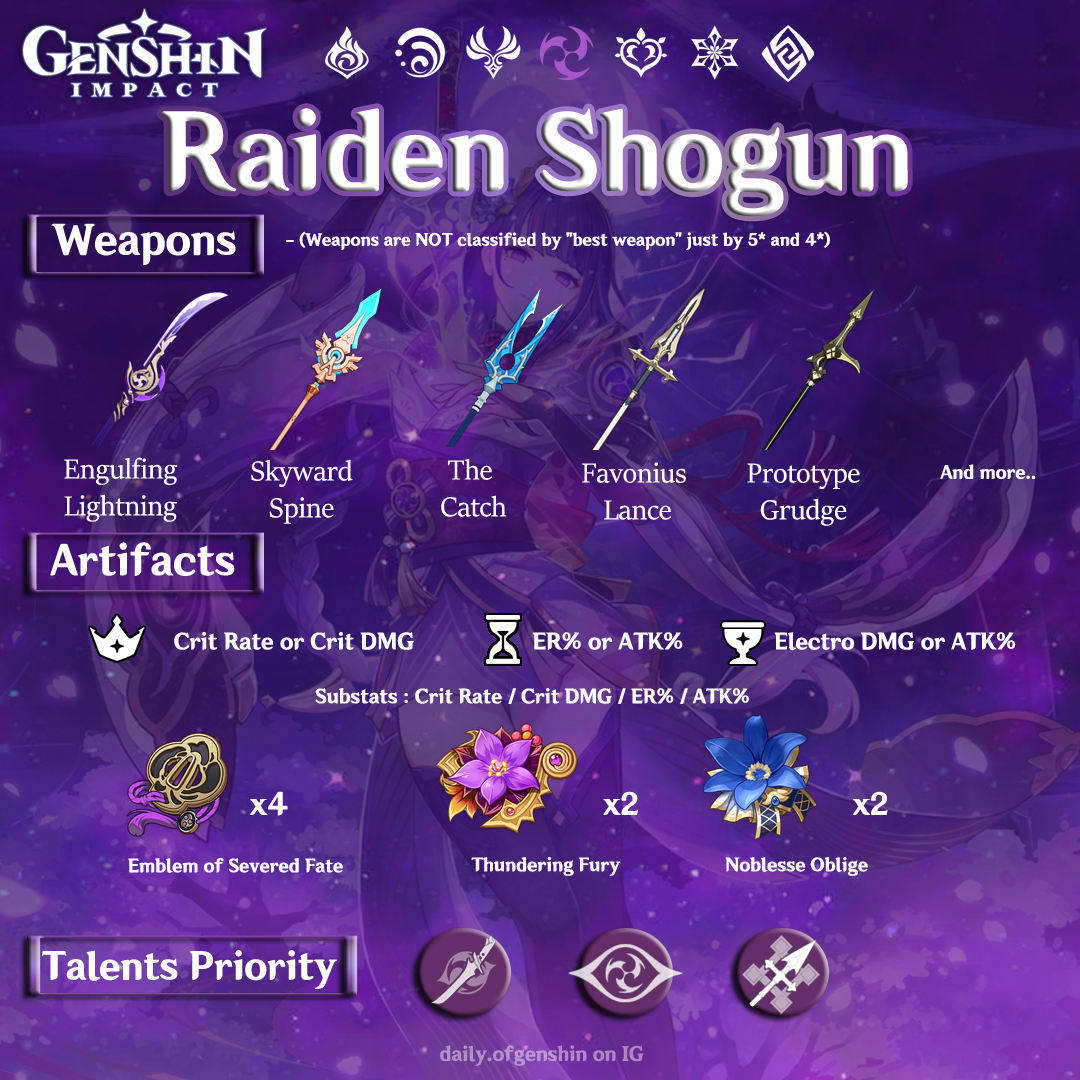 GENSHIN
IMPACT
Raiden Shogun
Weapons
- (Weapons are NOT classified by "best weapon" just by 5* and 4*)
Engulfing
Lightning
Skyward
Spine
The
Catch
Favonius
Lance
Prototype
Grudge
And more..
Artifacts
Crit Rate or Crit DMG
ER% or ATK%
Electro DMG or ATK%
Substats : Crit Rate / Crit DMG / ER% / ATK%
x4
Emblem of Severed Fate
x2
Thundering Fury
x2
Noblesse Oblige
Talents Priority
daily.ofgenshin on IG